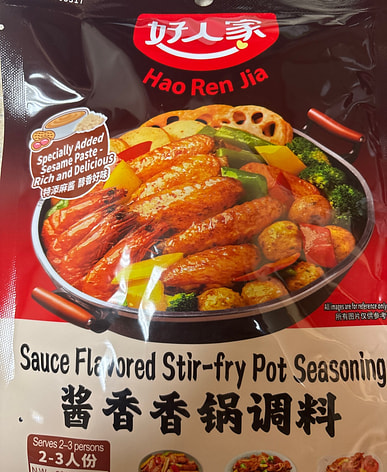 好人家
Hao Ren Jia
Specially Added
Sesame Paste -
Rich and Delicious
特添麻酱 醇香好味
All images are for reference only
所有图片仅供参考
Sauce Flavored Stir-fry Pot Seasoning
酱香香锅调料
Serves 2-3 persons
2-3人份